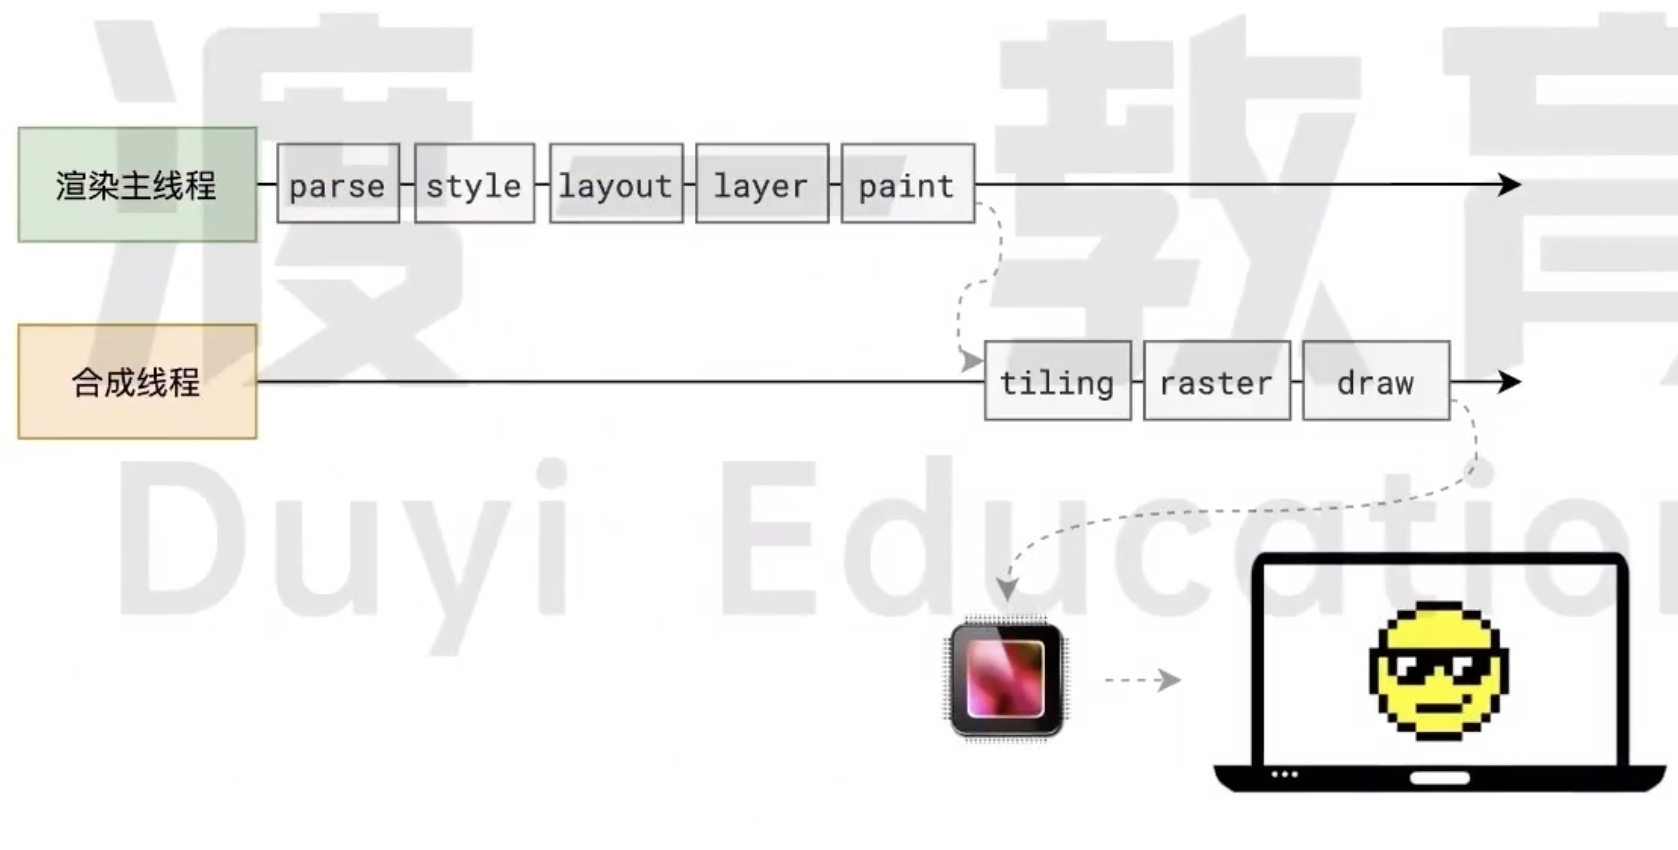 渡一教育
渲染主线程
parse
style
layout
layer
paint
合成线程
tiling
raster
draw
Duyi Education